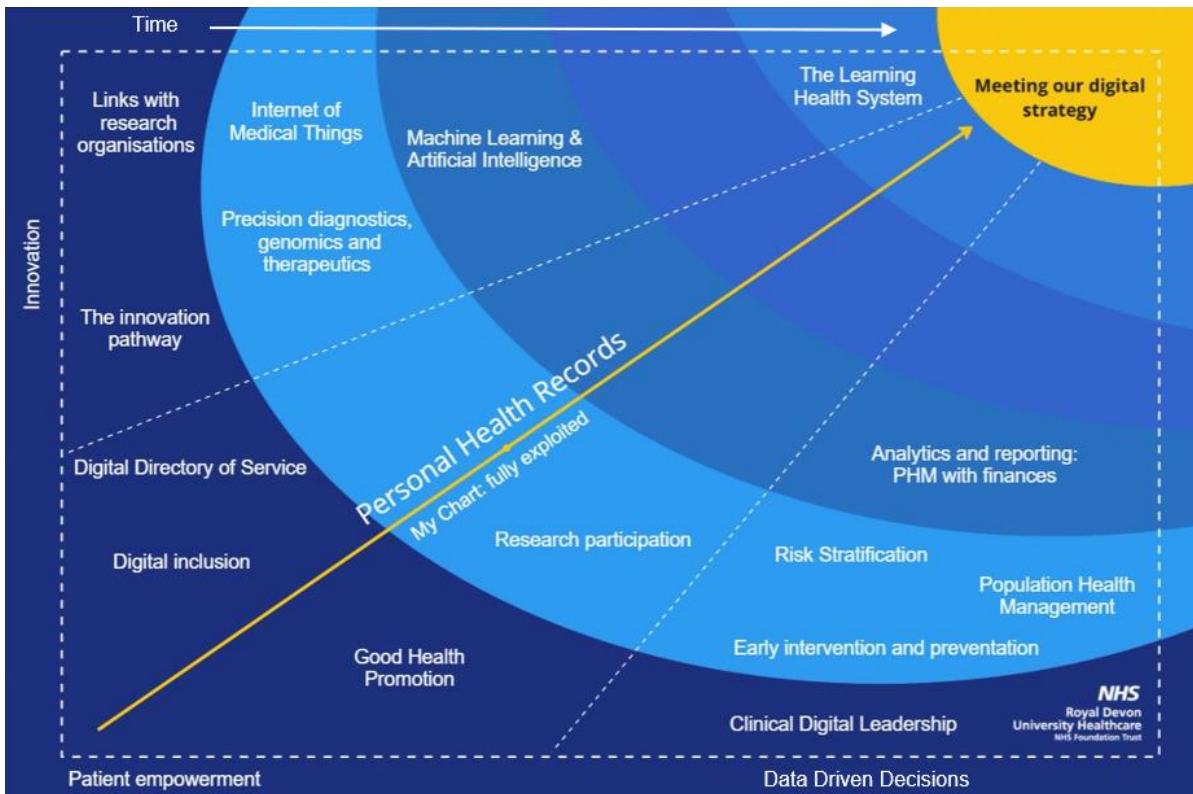 Time
Links with
research
organisations
Internet of
Medical Things
Machine Learning &
Artificial Intelligence
The Learning
Health System
Meeting our digital
strategy
Precision diagnostics,
genomics and
therapeutics
Innovation
The innovation
pathway
Personal Health Records
My Chart: fully exploited
Digital Directory of Service
Digital inclusion
Good Health
Promotion
Research participation
Analytics and reporting:
PHM with finances
Risk Stratification
Population Health
Management
Early intervention and preventation
Clinical Digital Leadership
NHS
Royal Devon
University Healthcare
NHS Foundation Trust
Patient empowerment
Data Driven Decisions